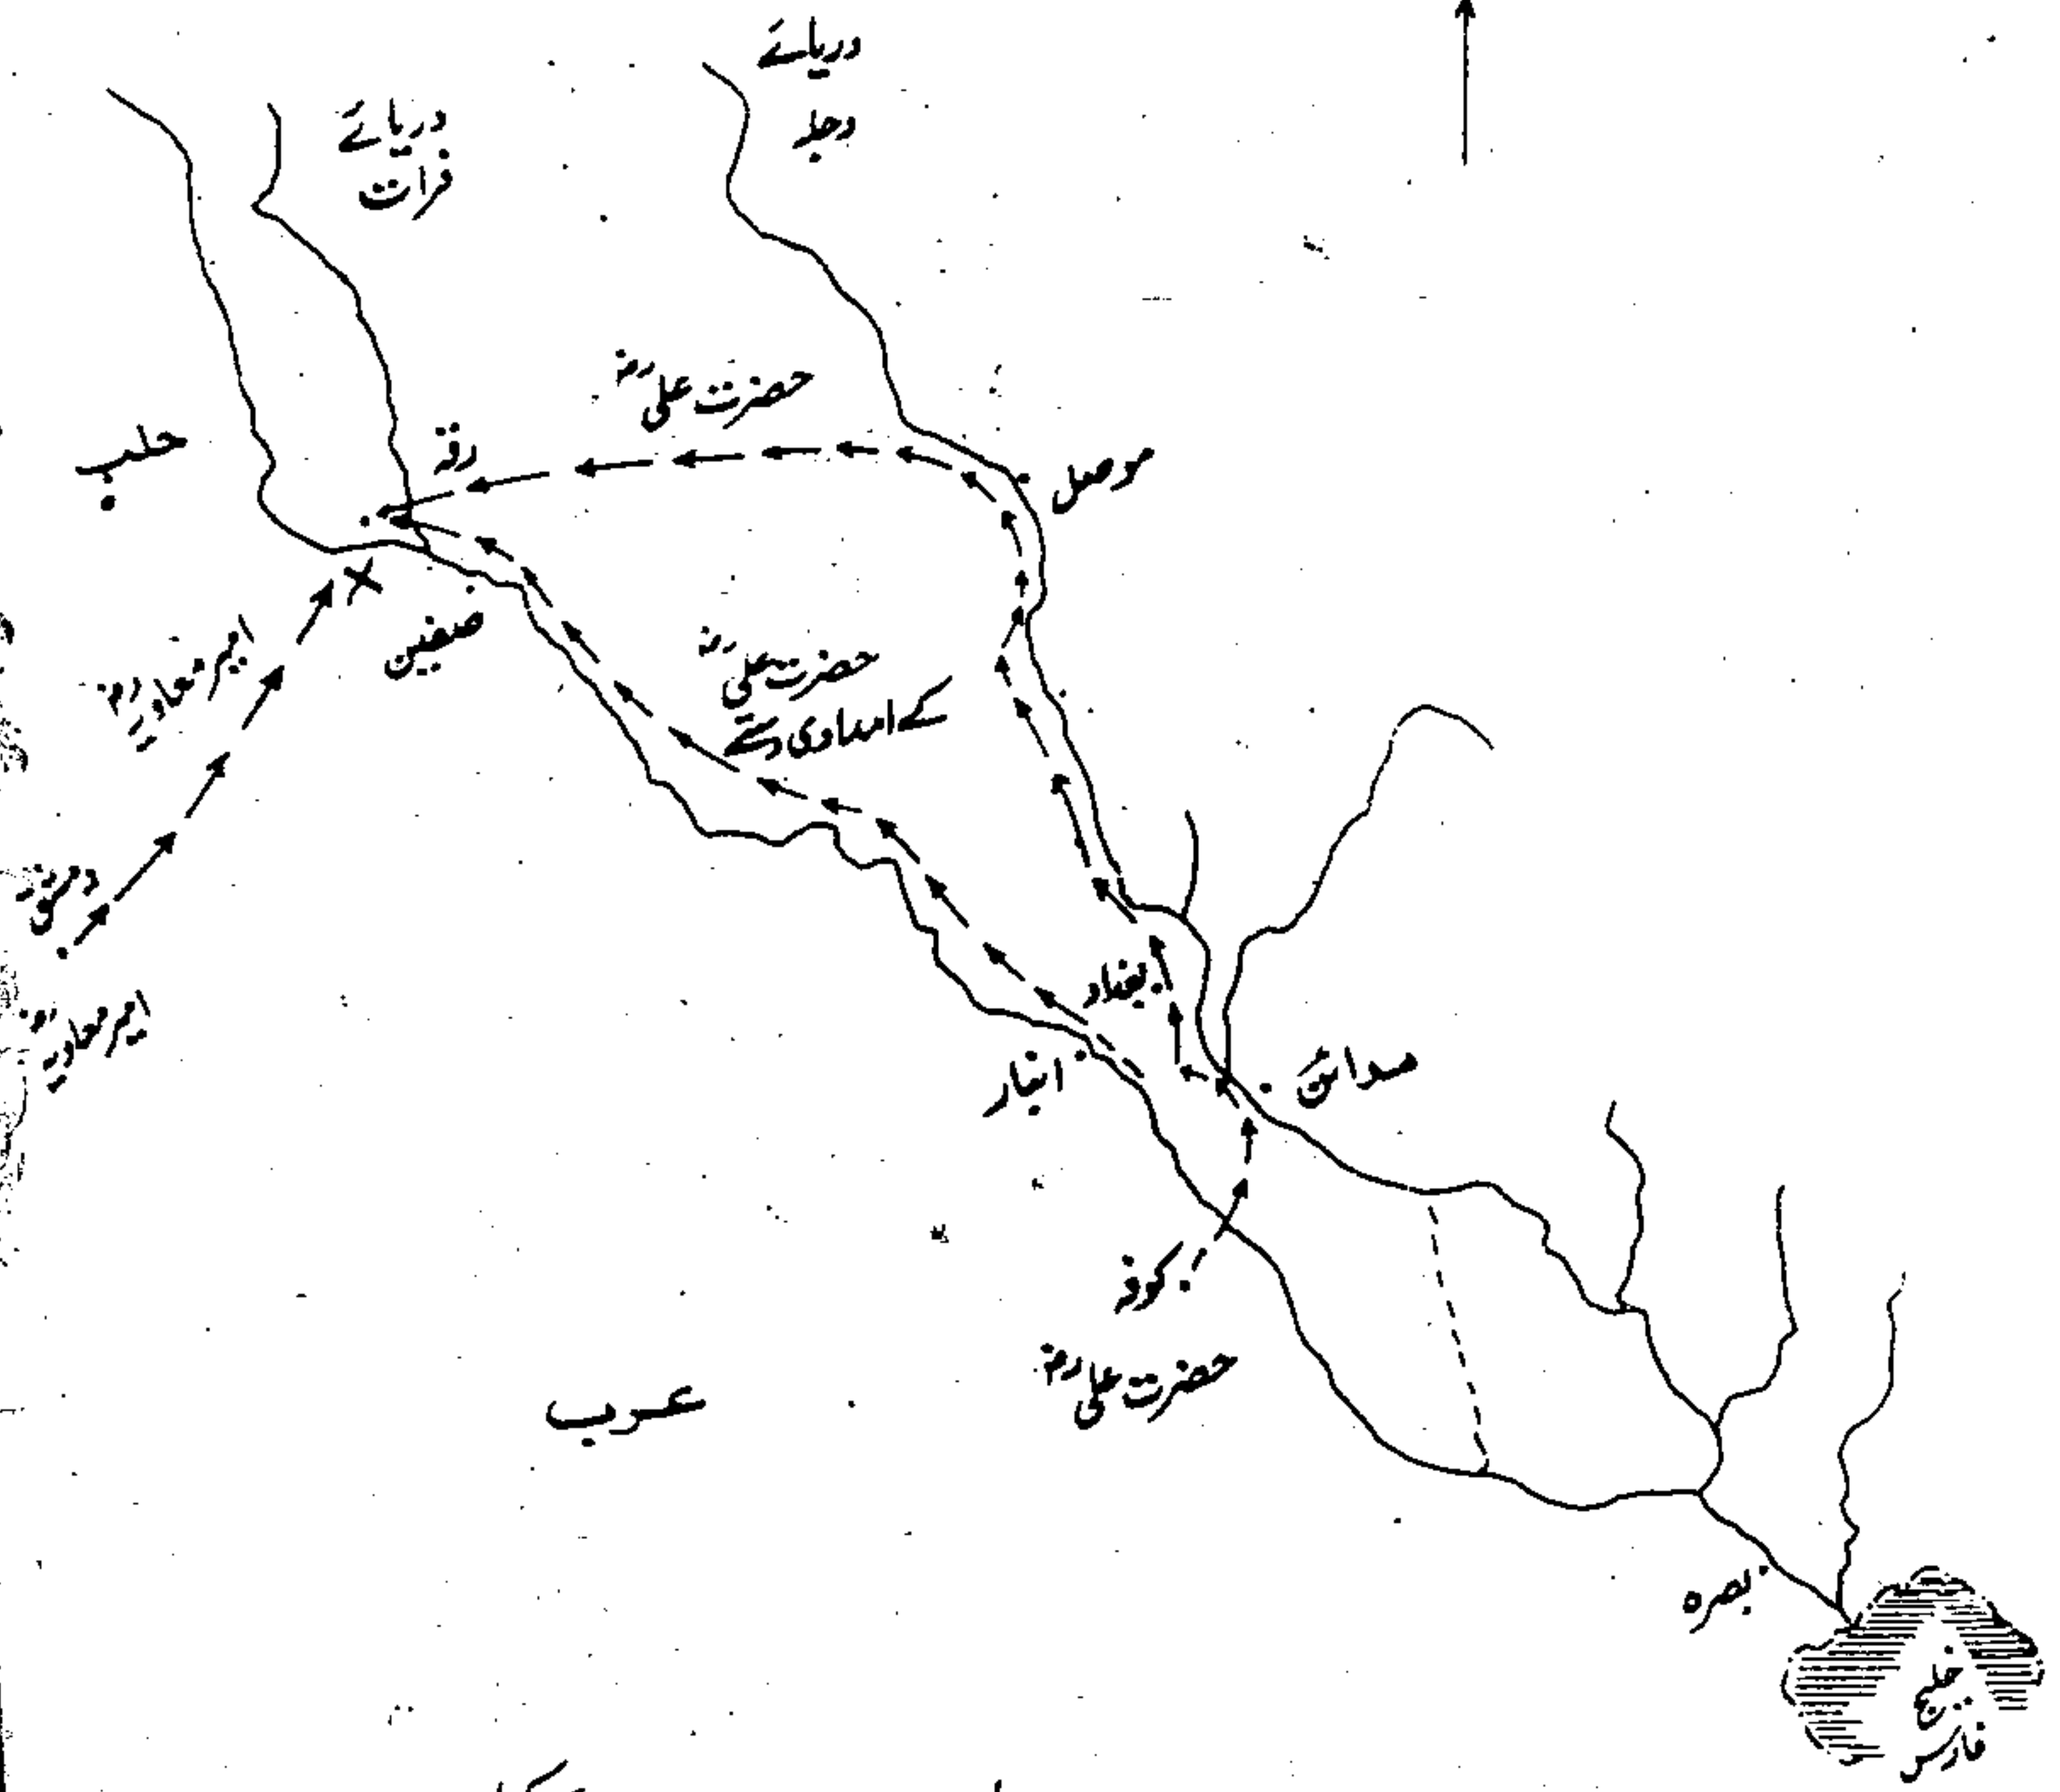 دریائے
دجلہ
دریائے
فرات
حضرت علیؓ
رقہ
حلب
موصل
صفین
امیر معاویہؓ
حضرت علیؓ
کے امدادی دستے
دمشق
بغداد
امیر معاویہؓ
انبار
مدائن
کوفہ
حضرت علیؓ
عرب
بصرہ
خلیج
فارس